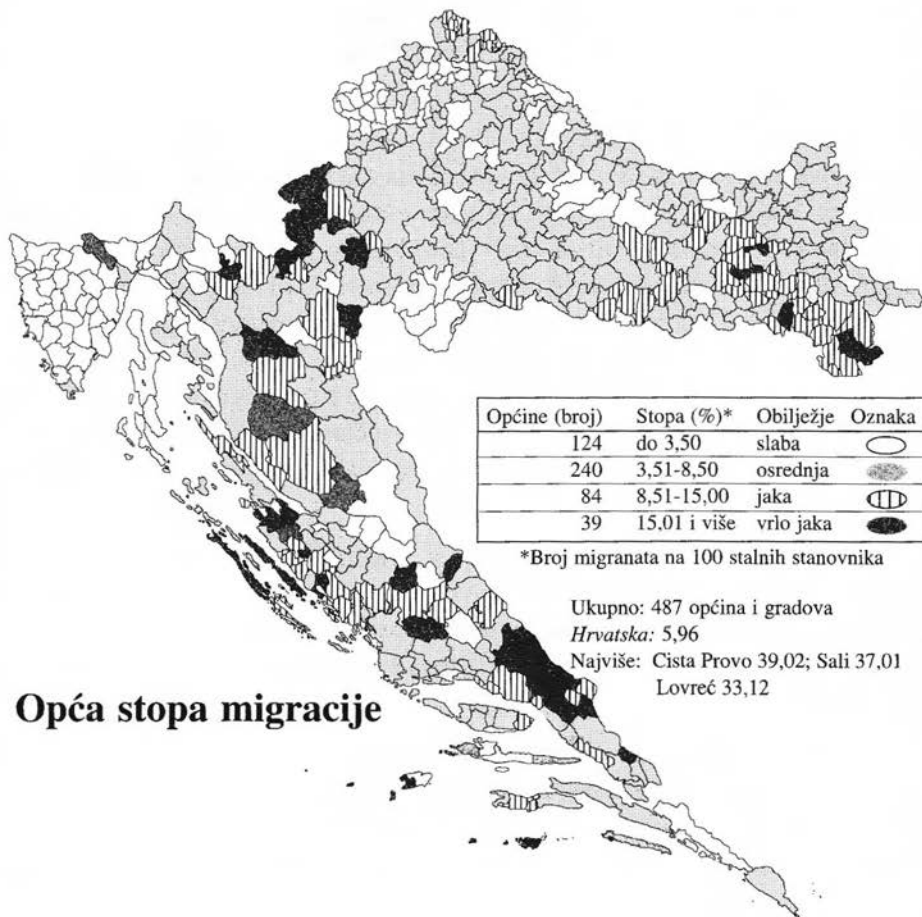 Općine (broj) Stopa (%)* Obilježje Oznaka
124 do 3,50 slaba
240 3,51-8,50 osrednja
84 8,51-15,00 jaka
39 15,01 i više vrlo jaka
*Broj migranata na 100 stalnih stanovnika
Ukupno: 487 općina i gradova
Hrvatska: 5,96
Najviše: Cista Provo 39,02; Sali 37,01
Lovreć 33,12
Opća stopa migracije